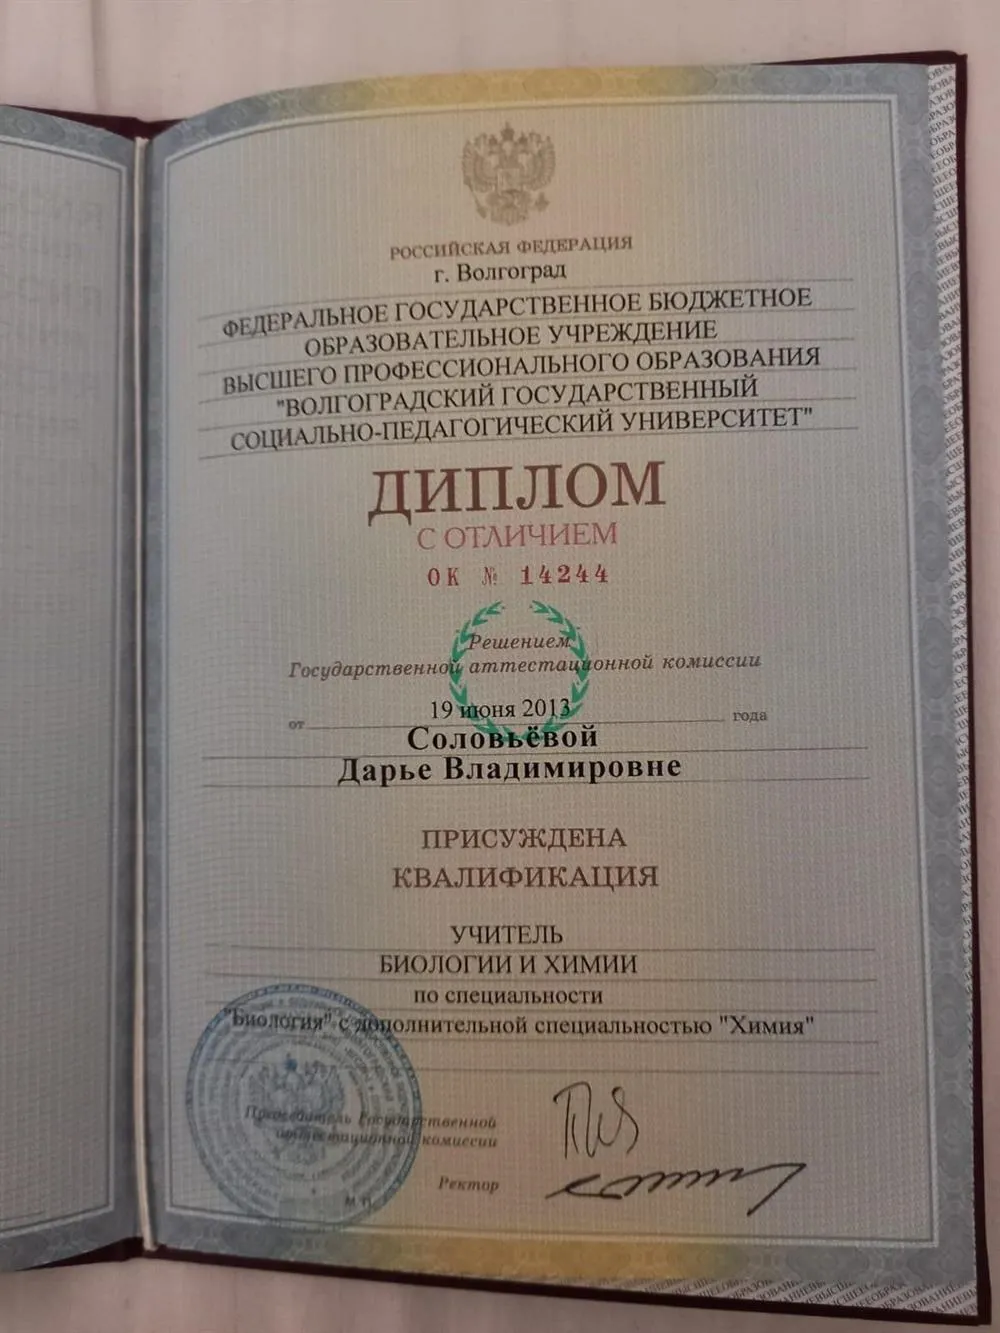 РОССИЙСКАЯ ФЕДЕРАЦИЯ
г. Волгоград
ФЕДЕРАЛЬНОЕ ГОСУДАРСТВЕННОЕ БЮДЖЕТНОЕ
ОБРАЗОВАТЕЛЬНОЕ УЧРЕЖДЕНИЕ
ВЫСШЕГО ПРОФЕССИОНАЛЬНОГО ОБРАЗОВАНИЯ
"ВОЛГОГРАДСКИЙ ГОСУДАРСТВЕННЫЙ
СОЦИАЛЬНО-ПЕДАГОГИЧЕСКИЙ УНИВЕРСИТЕТ"
ДИПЛОМ
С ОТЛИЧИЕМ
ОК № 14244
Решением
Государственной аттестационной комиссии
от 19 июня 2013 года
Соловьёвой
Дарье Владимировне
ПРИСУЖДЕНА
КВАЛИФИКАЦИЯ
УЧИТЕЛЬ
БИОЛОГИИ И ХИМИИ
по специальности
"Биология" с дополнительной специальностью "Химия"
Председатель Государственной
аттестационной комиссии
Ректор
М.П.